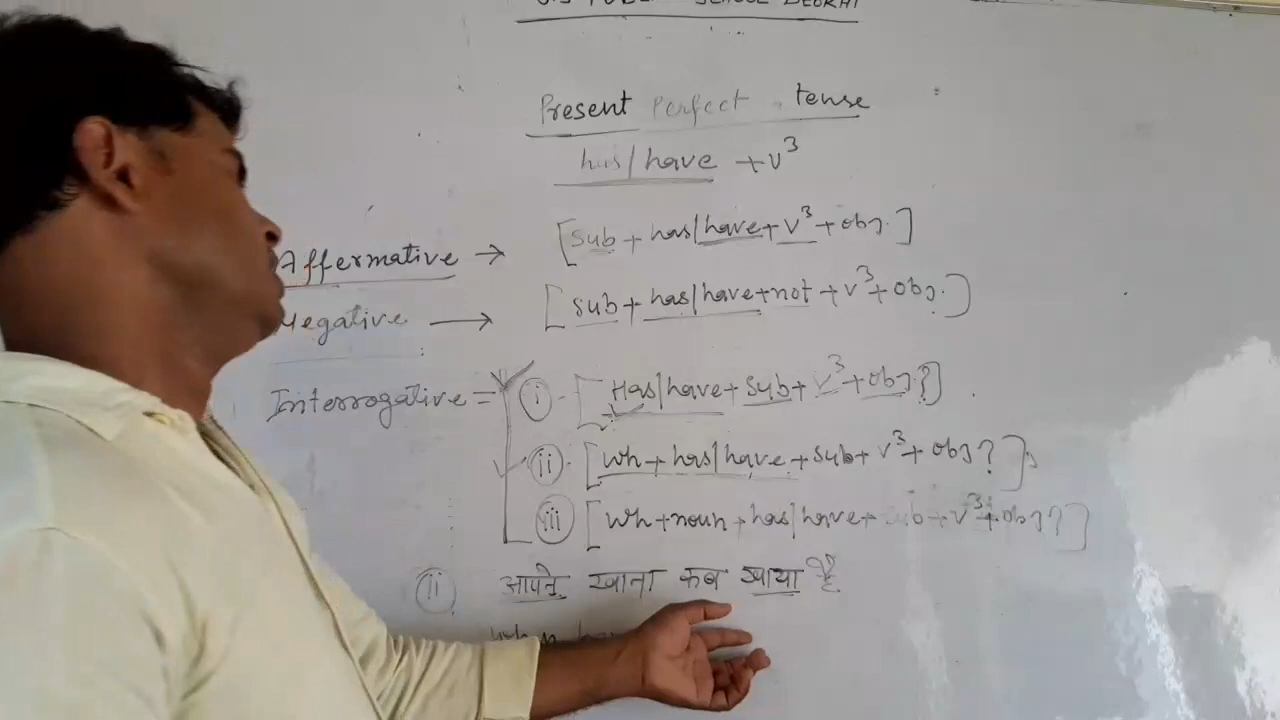 SCHOOL DEORHI
Present Perfect tense
has/have + v³
Affermative → [sub + has/have + v³ + obj.]
Negative → [sub + has/have + not + v³ + obj.]
Interrogative = (i) - [Has/have + sub + v³ + obj?]
(ii) - [wh + has/have + sub + v³ + obj?]
(iii) [wh + noun + has/have + sub + v³ + obj?]
(ii) आपने खाना कब खाया है